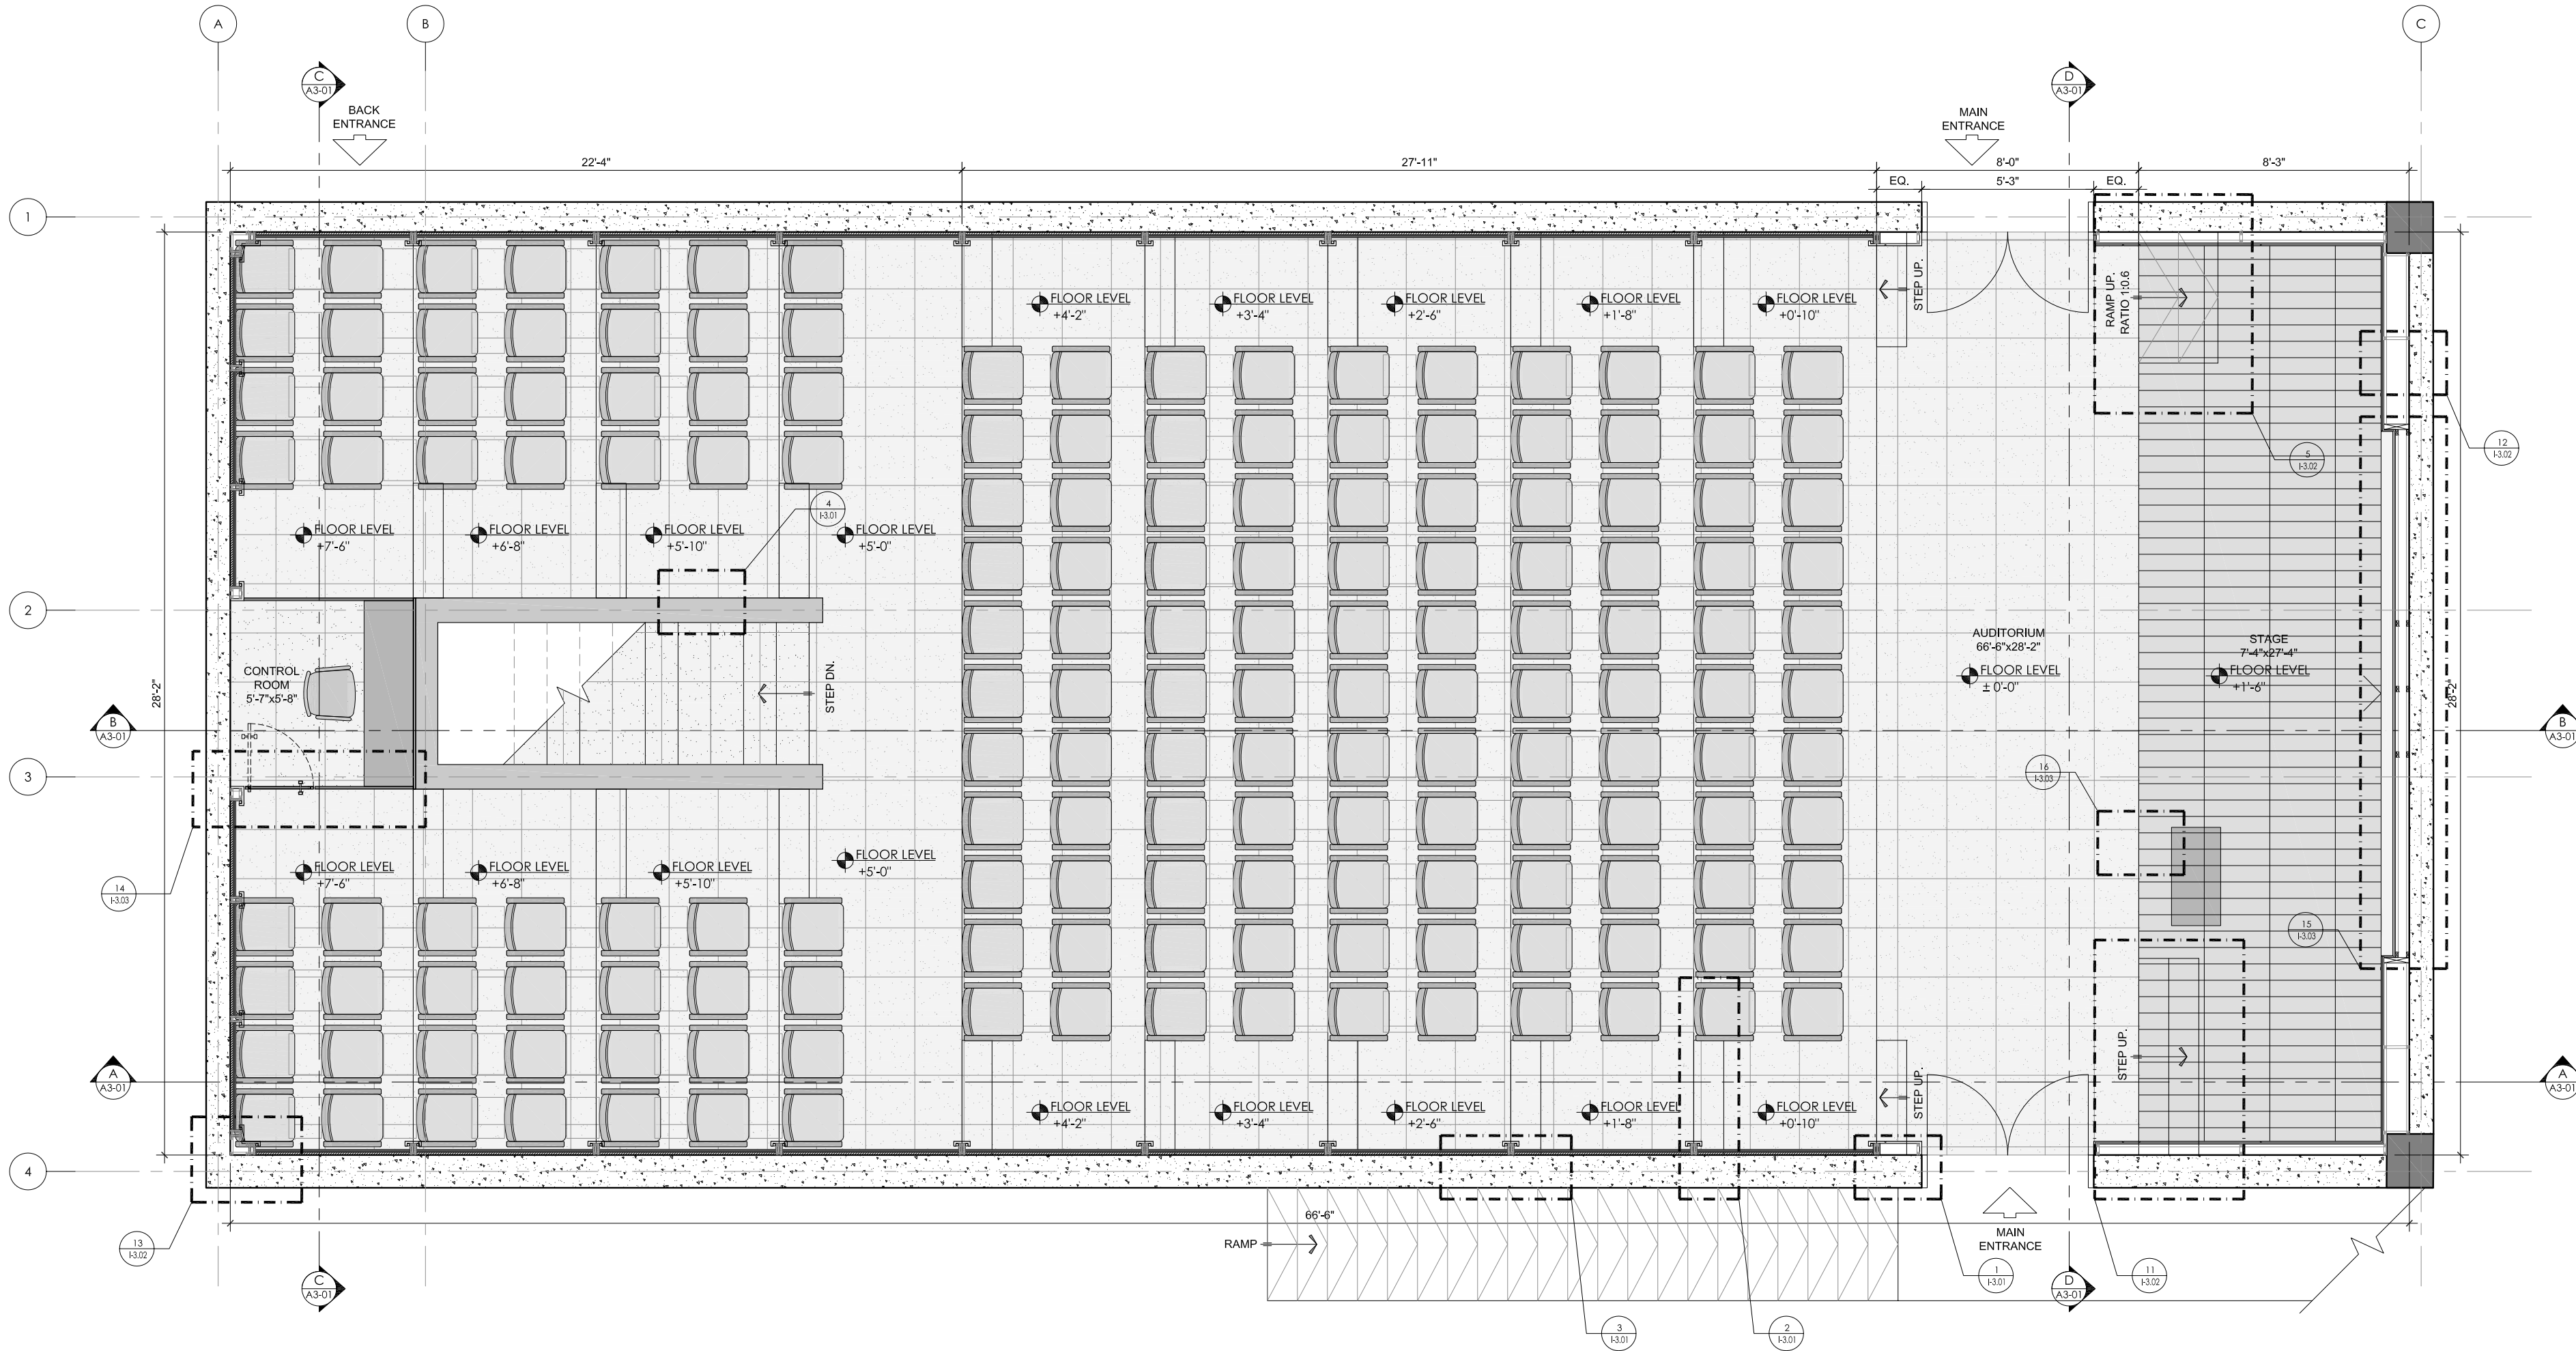 A
B
C
C
A3-01
D
A3-01
BACK
ENTRANCE
MAIN
ENTRANCE
22'-4"
27'-11"
8'-0"
8'-3"
EQ.
5'-3"
EQ.
1
STEP UP.
RAMP UP.
RATIO 1:0.6
FLOOR LEVEL
+4'-2"
FLOOR LEVEL
+3'-4"
FLOOR LEVEL
+2'-6"
FLOOR LEVEL
+1'-8"
FLOOR LEVEL
+0'-10"
12
I-3.02
5
I-3.02
4
I-3.01
FLOOR LEVEL
+7'-6"
FLOOR LEVEL
+6'-8"
FLOOR LEVEL
+5'-10"
FLOOR LEVEL
+5'-0"
2
AUDITORIUM
66'-6"x28'-2"
FLOOR LEVEL
± 0'-0"
STAGE
7'-4"x27'-4"
FLOOR LEVEL
+1'-6"
CONTROL
ROOM
5'-7"x5'-8"
STEP DN.
28'-2"
28'-2"
B
A3-01
B
A3-01
3
16
I-3.03
FLOOR LEVEL
+7'-6"
FLOOR LEVEL
+6'-8"
FLOOR LEVEL
+5'-10"
FLOOR LEVEL
+5'-0"
14
I-3.03
15
I-3.03
STEP UP.
A
A3-01
A
A3-01
STEP UP.
FLOOR LEVEL
+4'-2"
FLOOR LEVEL
+3'-4"
FLOOR LEVEL
+2'-6"
FLOOR LEVEL
+1'-8"
FLOOR LEVEL
+0'-10"
4
66'-6"
13
I-3.02
RAMP
MAIN
ENTRANCE
C
A3-01
1
I-3.01
D
A3-01
11
I-3.02
3
I-3.01
2
I-3.01